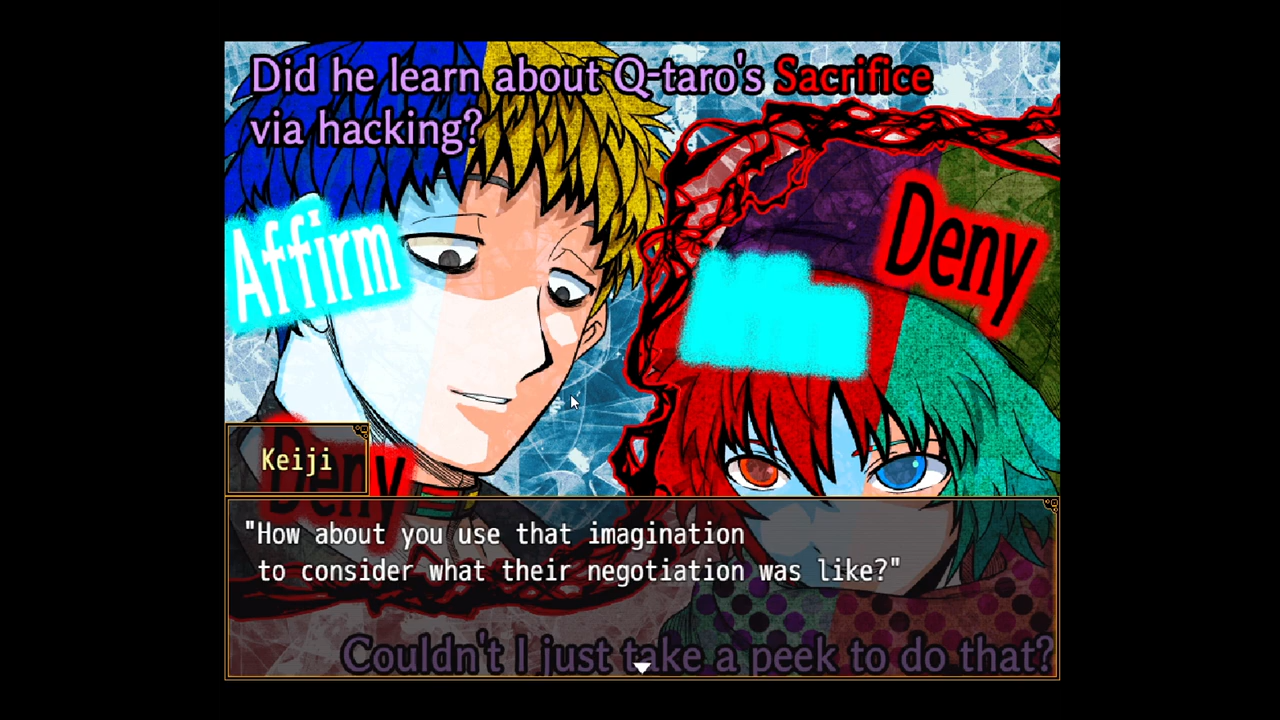 Did he learn about Q-taro's Sacrifice
via hacking?
Affirm
Deny
Deny
Keiji
"How about you use that imagination
to consider what their negotiation was like?"
Couldn't I just take a peek to do that?